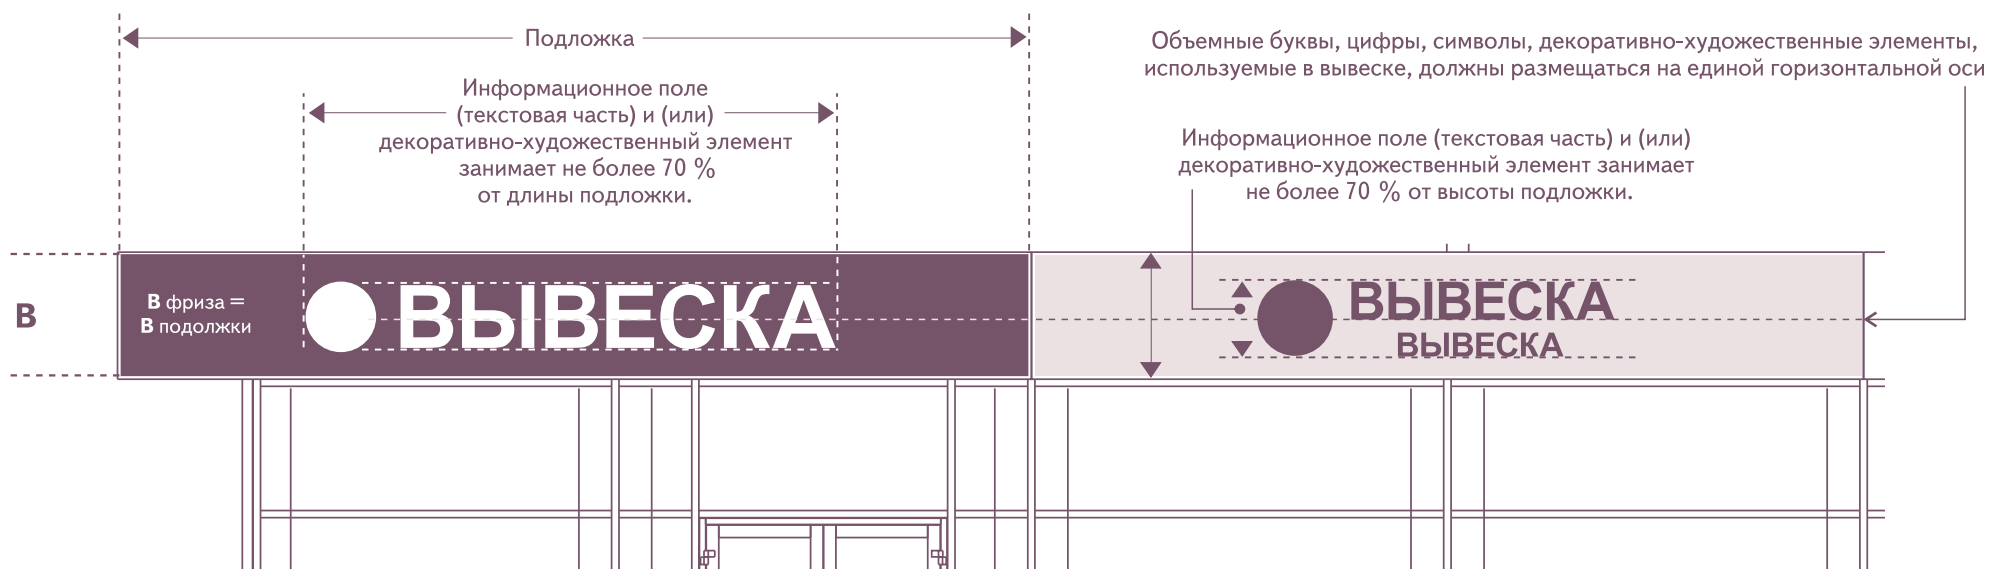 Подложка
Информационное поле
(текстовая часть) и (или)
декоративно-художественный элемент
занимает не более 70 %
от длины подложки.
Объемные буквы, цифры, символы, декоративно-художественные элементы,
используемые в вывеске, должны размещаться на единой горизонтальной оси
Информационное поле (текстовая часть) и (или)
декоративно-художественный элемент занимает
не более 70 % от высоты подложки.
В
В фриза =
В подолжки
ВЫВЕСКА
ВЫВЕСКА
ВЫВЕСКА